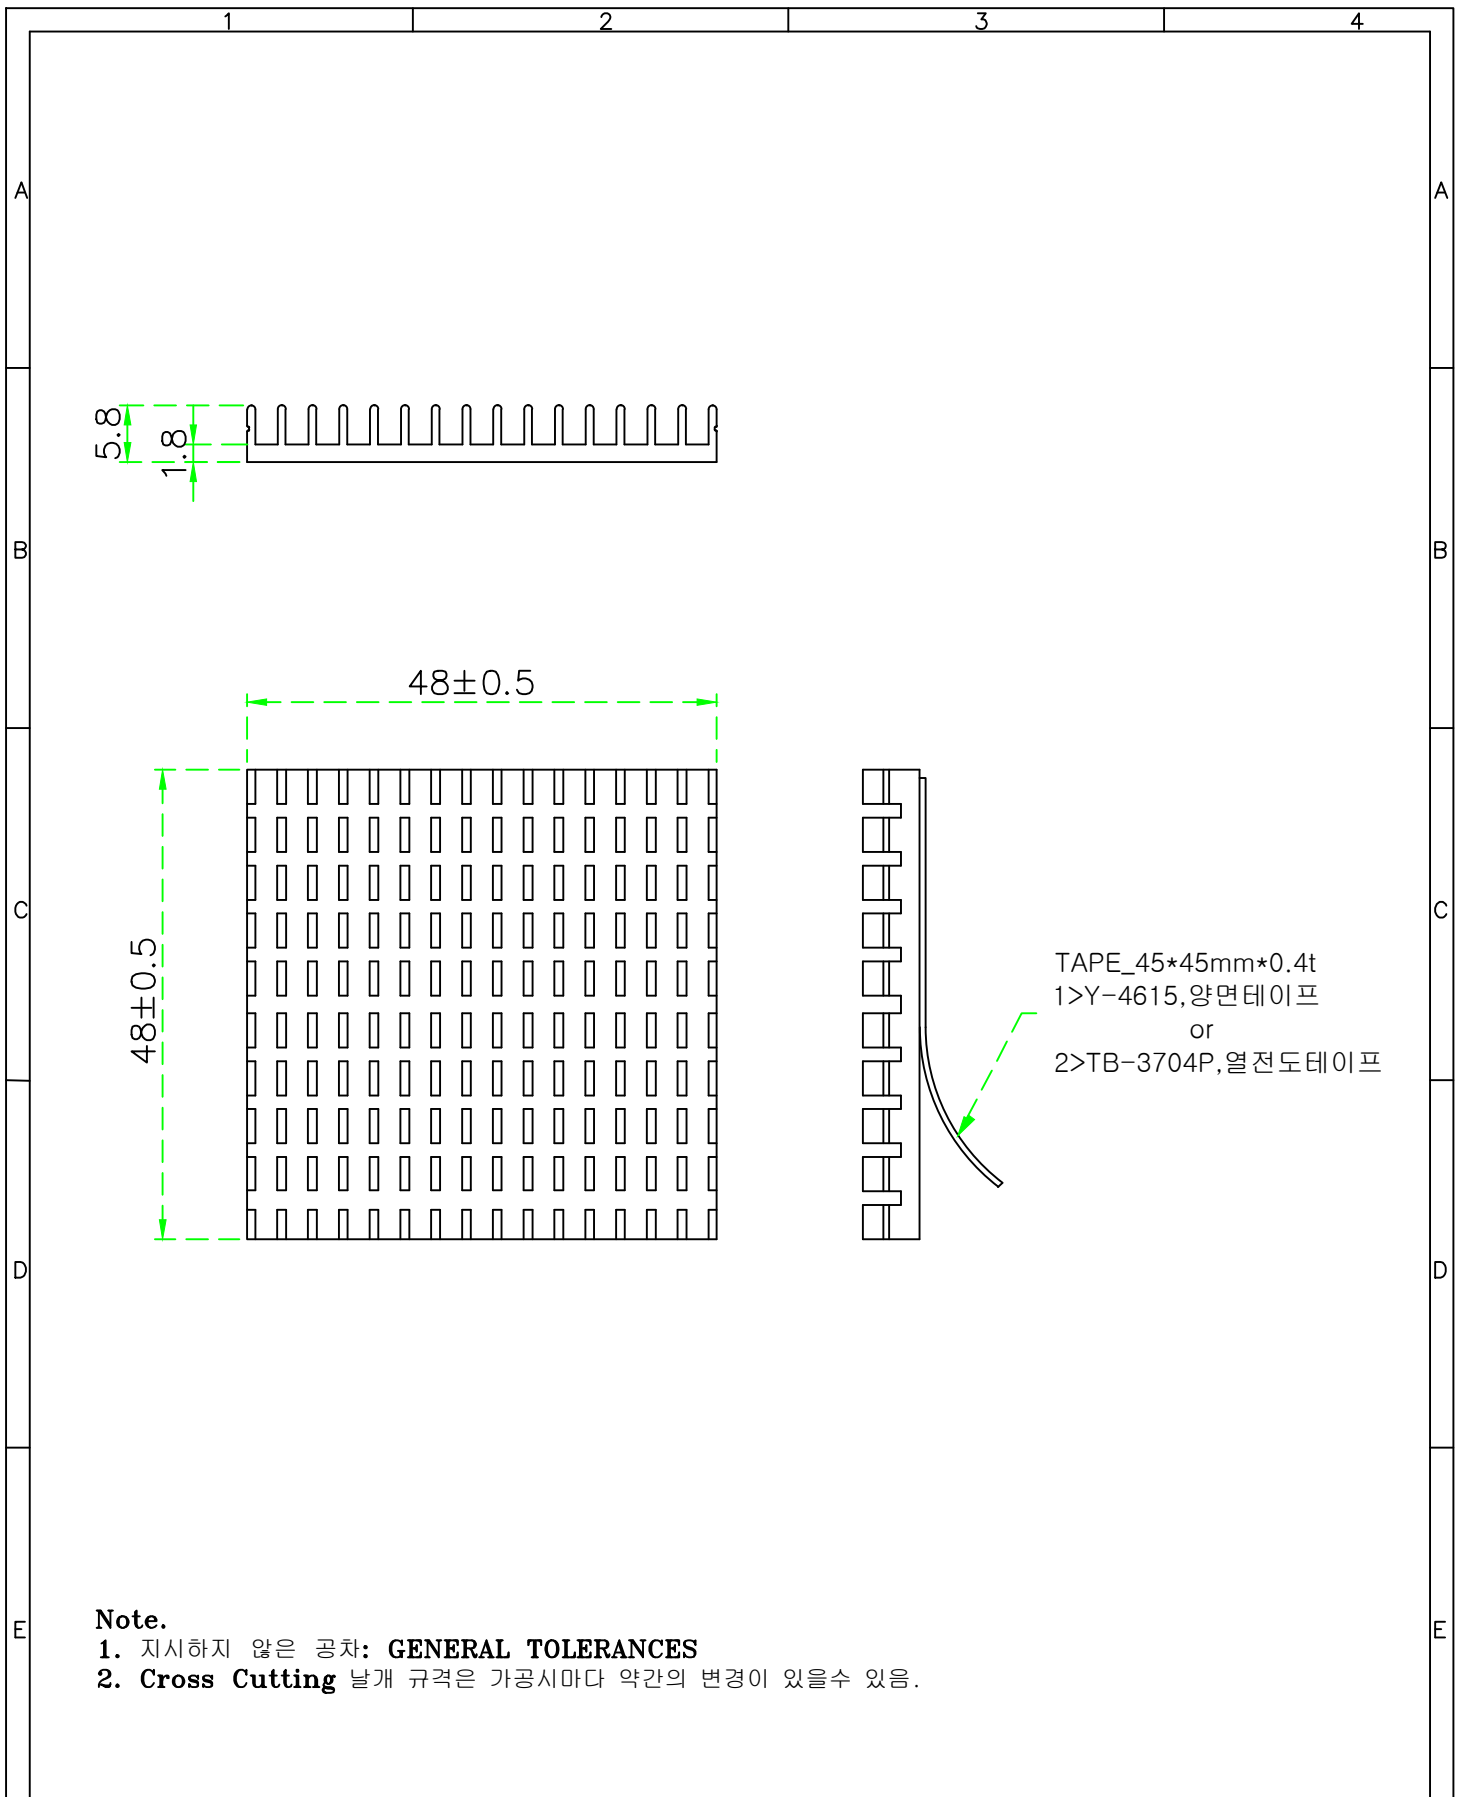 1 2 3 4
A A
5.8
1.8
B B
48±0.5
C C
48±0.5
TAPE_45*45mm*0.4t
1>Y-4615,양면테이프
or
2>TB-3704P,열전도테이프
D D
Note.
E E
1. 지시하지 않은 공차: GENERAL TOLERANCES
2. Cross Cutting 날개 규격은 가공시마다 약간의 변경이 있을수 있음.